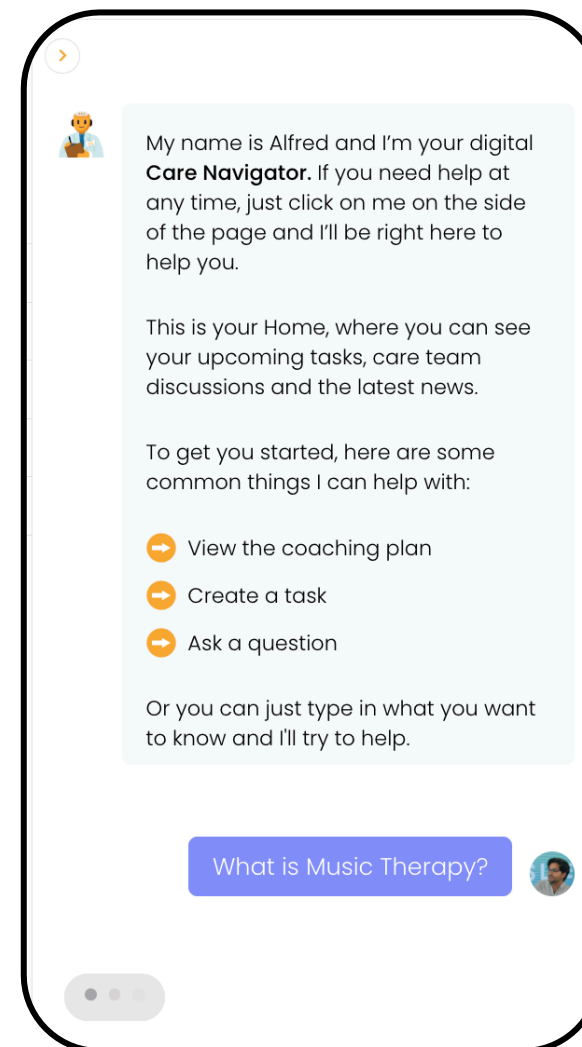 My name is Alfred and I’m your digital
Care Navigator. If you need help at
any time, just click on me on the side
of the page and I’ll be right here to
help you.
This is your Home, where you can see
your upcoming tasks, care team
discussions and the latest news.
To get you started, here are some
common things I can help with:
View the coaching plan
Create a task
Ask a question
Or you can just type in what you want
to know and I'll try to help.
What is Music Therapy?